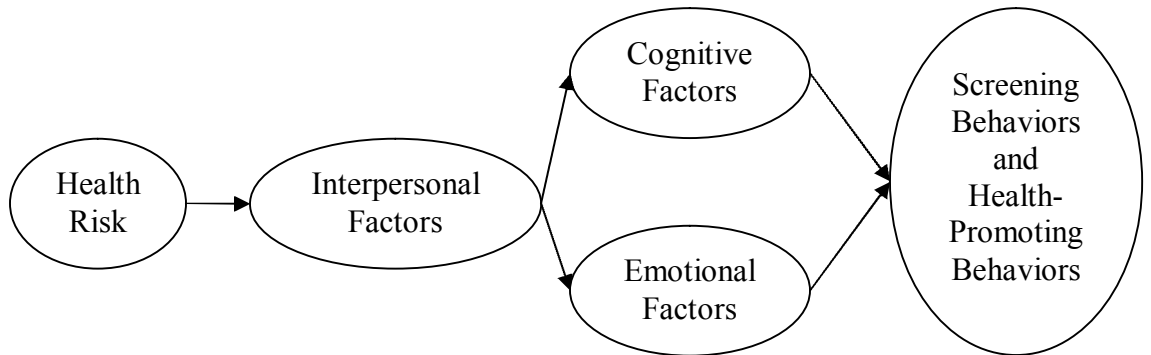 Health
Risk
Interpersonal
Factors
Cognitive
Factors
Emotional
Factors
Screening
Behaviors
and
Health-
Promoting
Behaviors